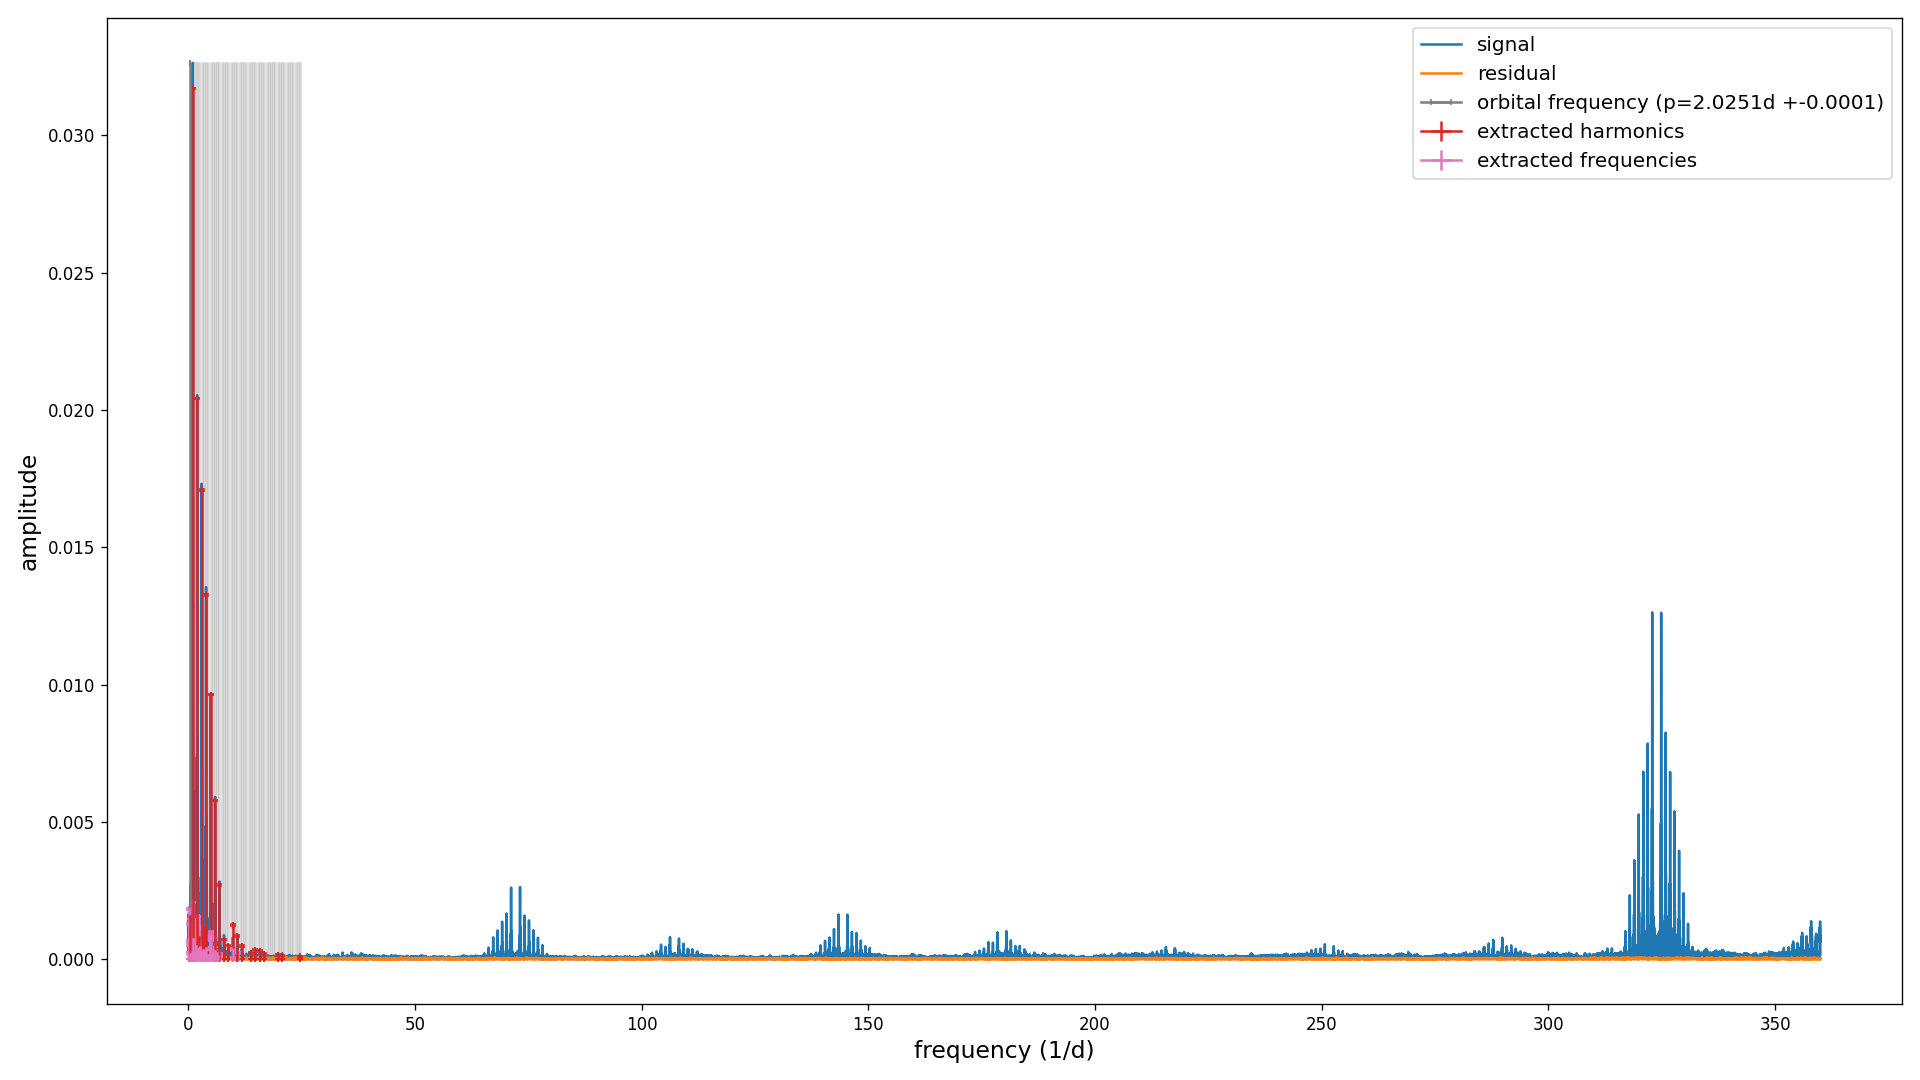 signal
residual
orbital frequency (p=2.0251d +-0.0001)
extracted harmonics
extracted frequencies
0.030
0.025
0.020
0.015
0.010
0.005
0.000
amplitude
0 50 100 150 200 250 300 350
frequency (1/d)